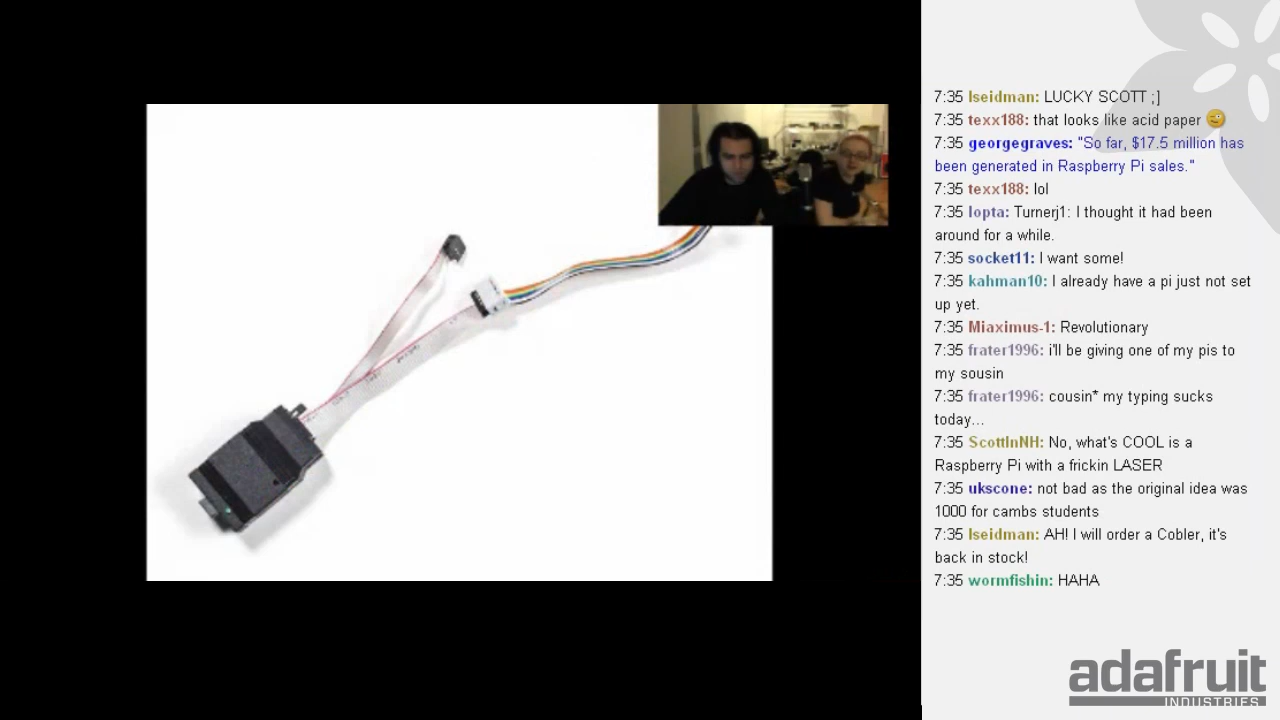 7:35 lseidman: LUCKY SCOTT ;]
7:35 texx188: that looks like acid paper
7:35 georgegraves: "So far, $17.5 million has
been generated in Raspberry Pi sales."
7:35 texx188: lol
7:35 lopta: Turnerj1: I thought it had been
around for a while.
7:35 socket11: I want some!
7:35 kahman10: I already have a pi just not set
up yet.
7:35 Miaximus-1: Revolutionary
7:35 frater1996: i'll be giving one of my pis to
my sousin
7:35 frater1996: cousin* my typing sucks
today...
7:35 ScottInNH: No, what's COOL is a
Raspberry Pi with a frickin LASER
7:35 ukscone: not bad as the original idea was
1000 for cambs students
7:35 lseidman: AH! I will order a Cobler, it's
back in stock!
7:35 wormfishin: HAHA
adafruit
INDUSTRIES